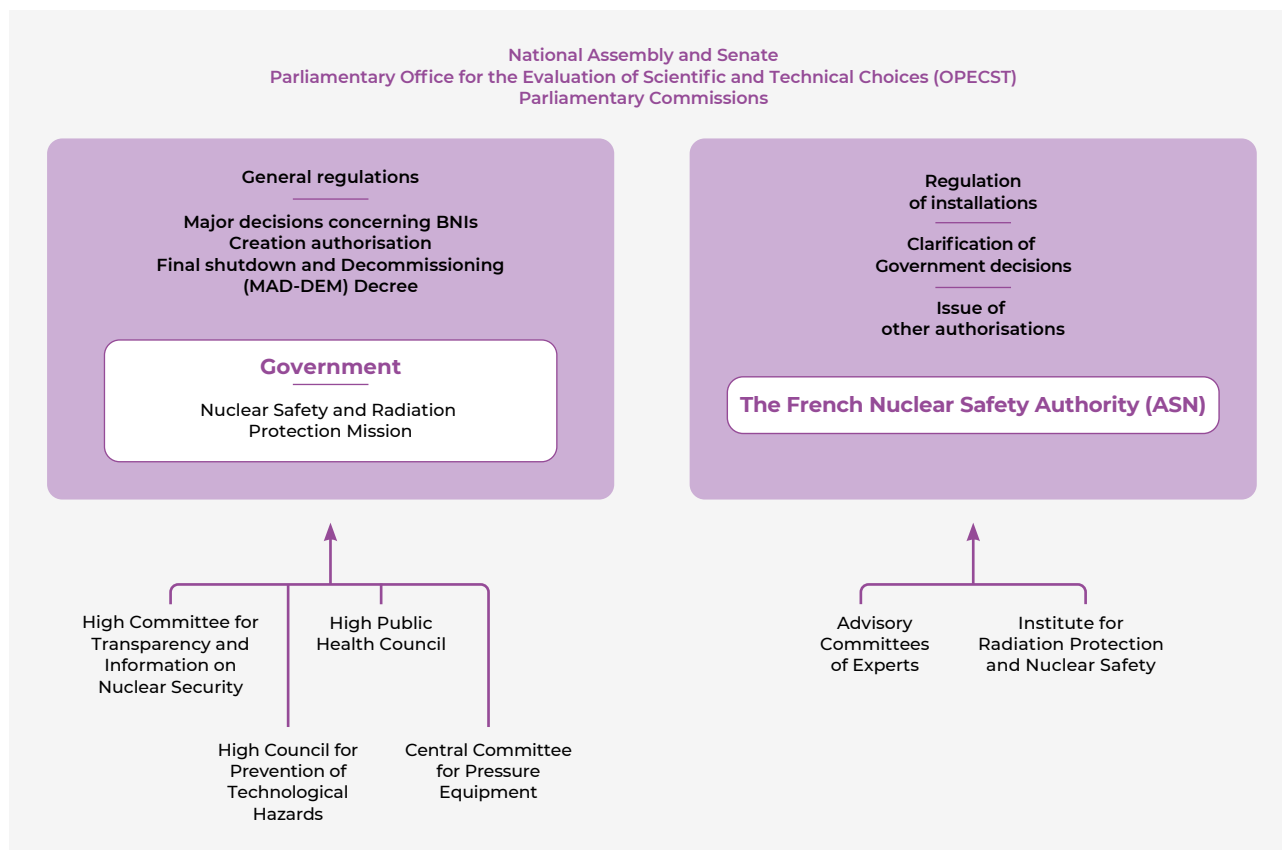 National Assembly and Senate
Parliamentary Office for the Evaluation of Scientific and Technical Choices (OPECST)
Parliamentary Commissions
General regulations
Major decisions concerning BNIs
Creation authorisation
Final shutdown and Decommissioning
(MAD-DEM) Decree
Government
Nuclear Safety and Radiation
Protection Mission
Regulation
of installations
Clarification of
Government decisions
Issue of
other authorisations
The French Nuclear Safety Authority (ASN)
High Committee for
Transparency and
Information on
Nuclear Security
High Public
Health Council
High Council for
Prevention of
Technological
Hazards
Central Committee
for Pressure
Equipment
Advisory
Committees
of Experts
Institute for
Radiation Protection
and Nuclear Safety